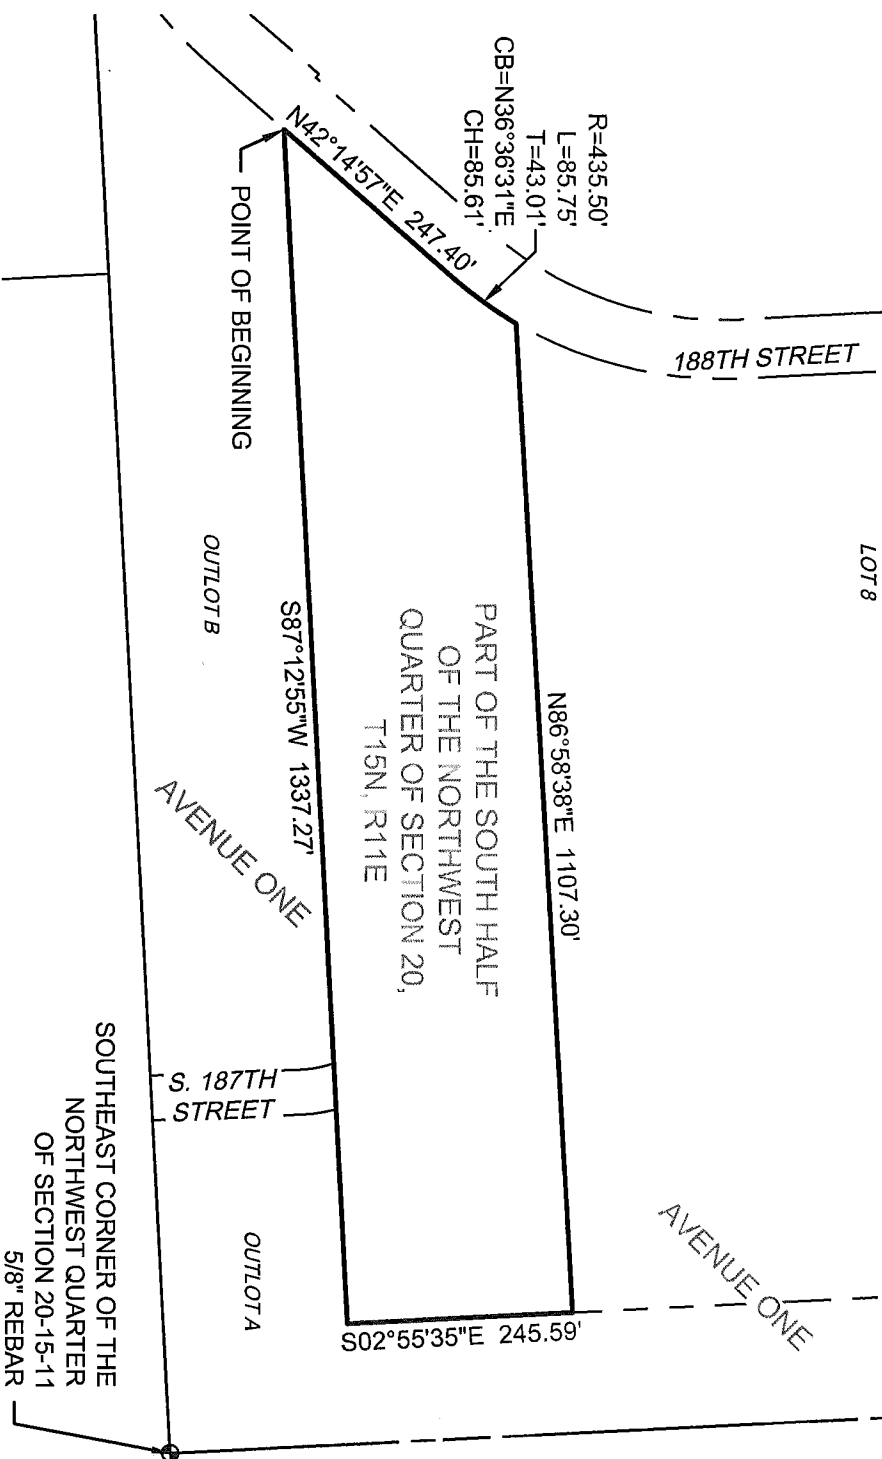 R=435.50'
L=85.75'
T=43.01'
CB=N36°36'31"E
CH=85.61'
N42°14'57"E 247.40'
POINT OF BEGINNING
188TH STREET
LOT 8
N86°58'38"E 1107.30'
PART OF THE SOUTH HALF
OF THE NORTHWEST
QUARTER OF SECTION 20,
T15N, R11E
S87°12'55"W 1337.27'
OUTLOT B
AVENUE ONE
S. 187TH
STREET
OUTLOT A
S02°55'35"E 245.59'
AVENUE ONE
SOUTHEAST CORNER OF THE
NORTHWEST QUARTER
OF SECTION 20-15-11
5/8" REBAR